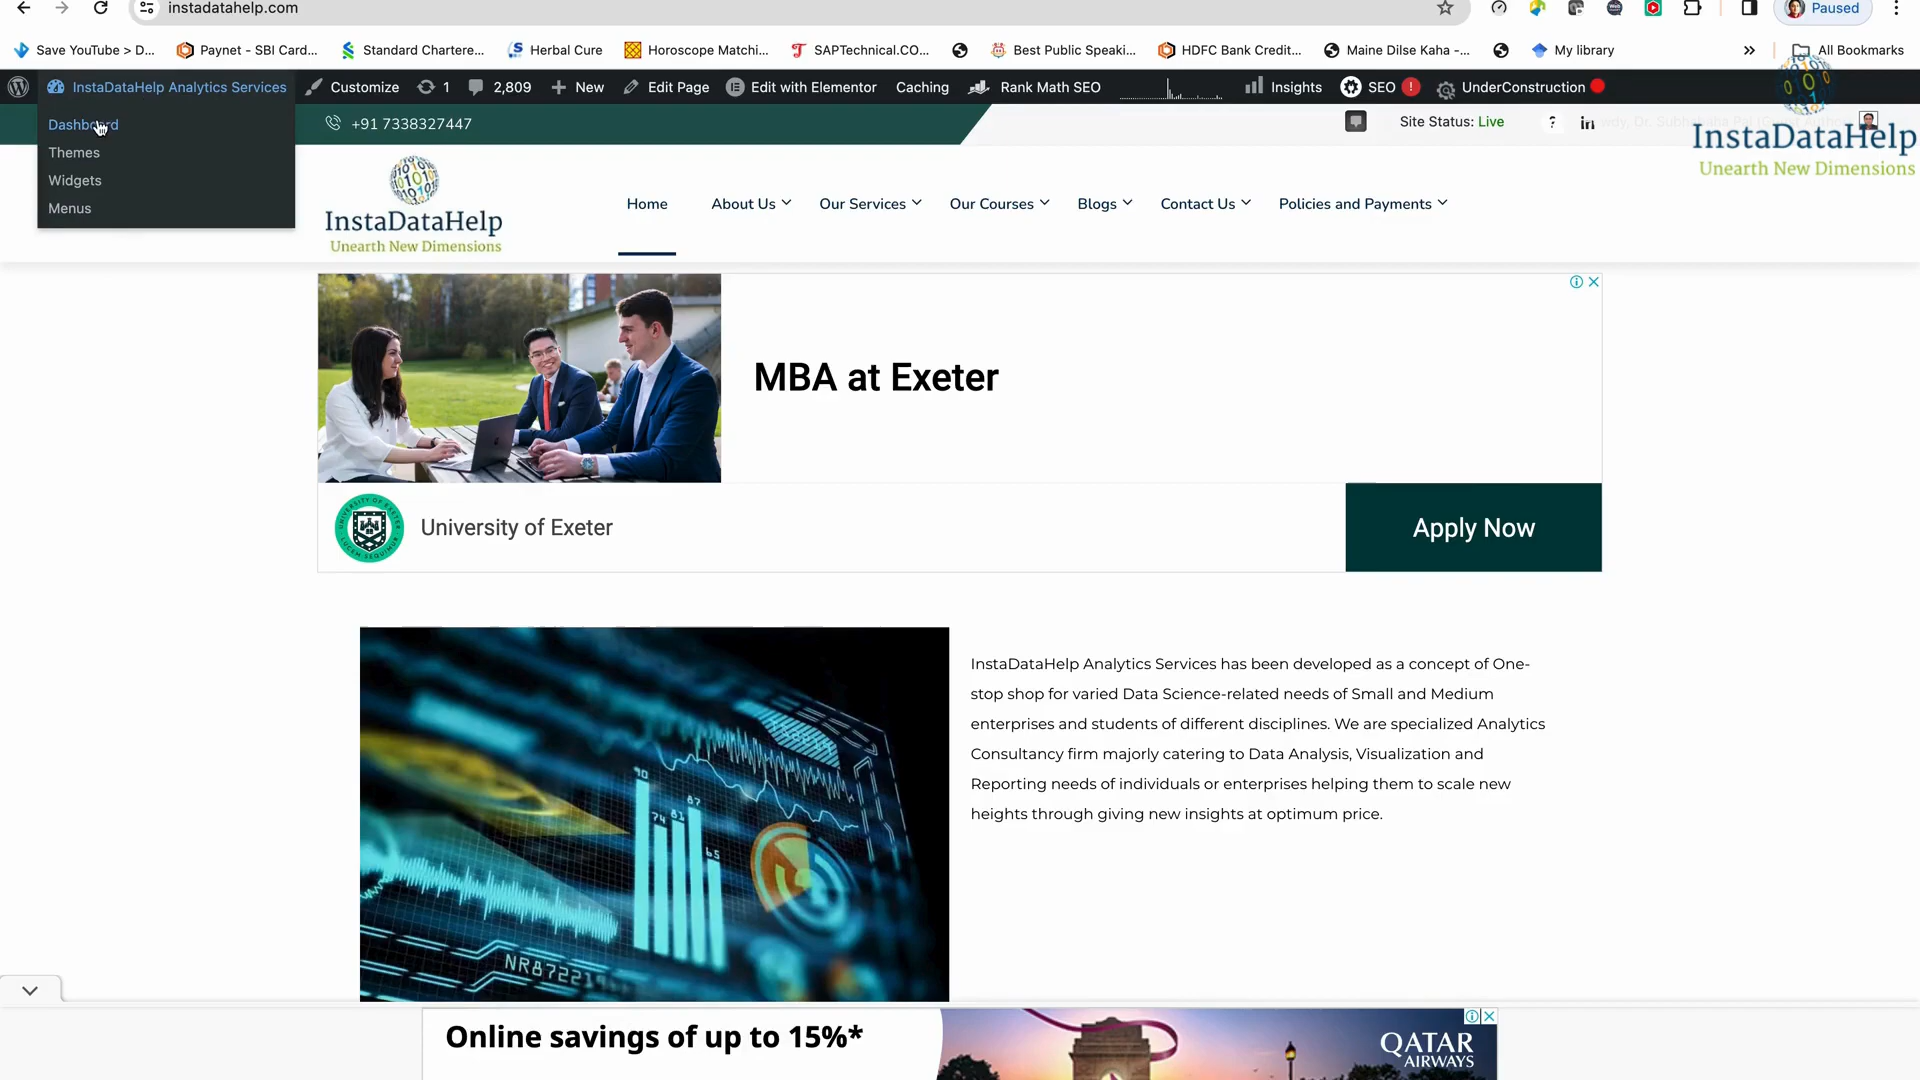 instadatahelp.com
Paused
Save YouTube > D...
Paynet - SBI Card...
Standard Chartere...
Herbal Cure
Horoscope Matchi...
SAPTechnical.CO...
Best Public Speaki...
HDFC Bank Credit...
Maine Dilse Kaha -...
My library
All Bookmarks
InstaDataHelp Analytics Services
Customize
1
2,809
New
Edit Page
Edit with Elementor
Caching
Rank Math SEO
Insights
SEO
!
UnderConstruction
Dashboard
Themes
Widgets
Menus
+91 7338327447
Site Status: Live
?
in
InstaDataHelp
Unearth New Dimensions
InstaDataHelp
Unearth New Dimensions
Home
About Us
Our Services
Our Courses
Blogs
Contact Us
Policies and Payments
MBA at Exeter
University of Exeter
Apply Now
InstaDataHelp Analytics Services has been developed as a concept of One-
stop shop for varied Data Science-related needs of Small and Medium
enterprises and students of different disciplines. We are specialized Analytics
Consultancy firm majorly catering to Data Analysis, Visualization and
Reporting needs of individuals or enterprises helping them to scale new
heights through giving new insights at optimum price.
90
74
81
87
65
Online savings of up to 15%*
QATAR
AIRWAYS